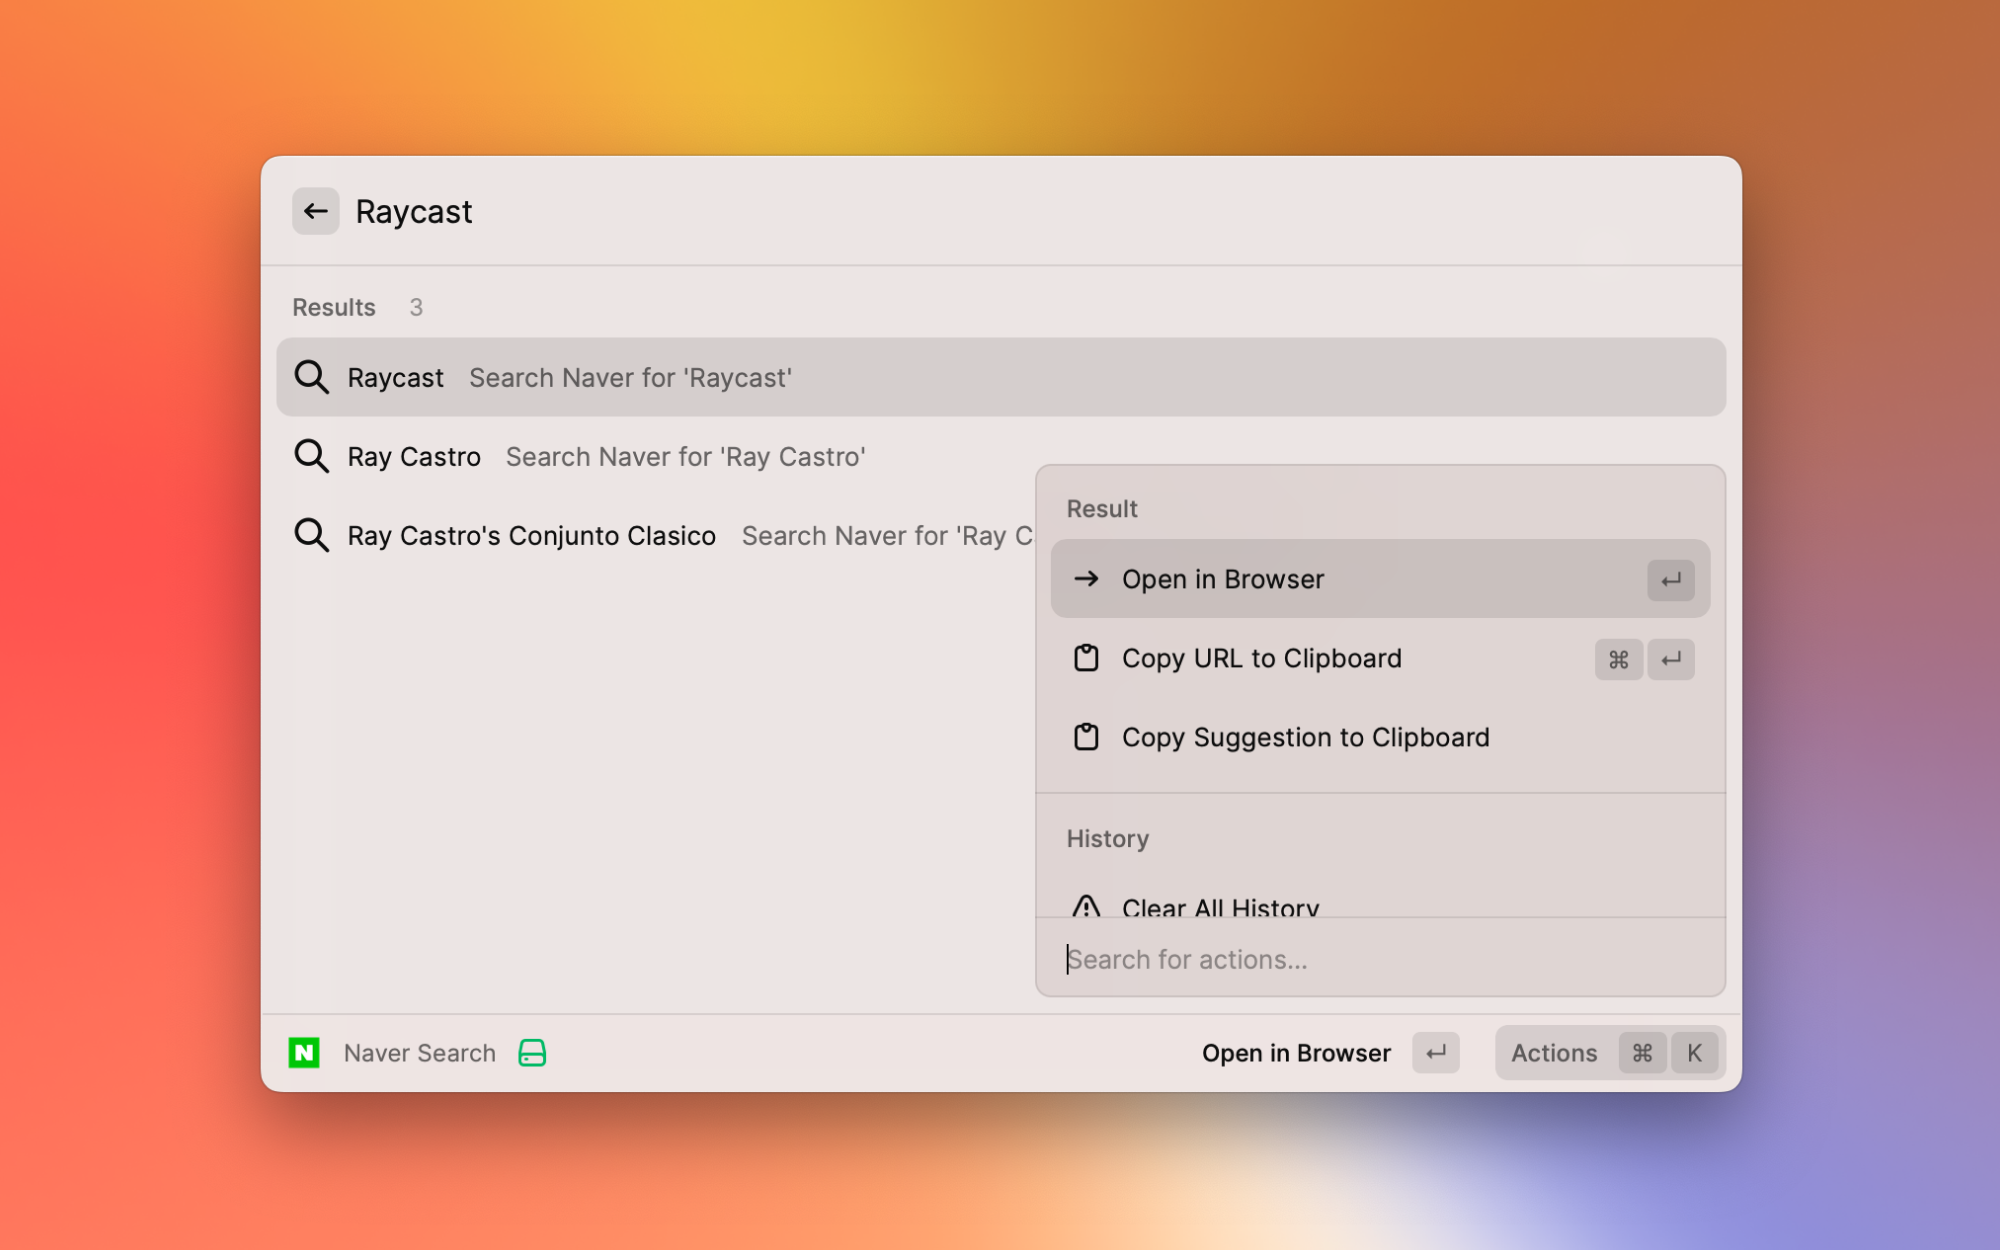 Raycast
Results 3
Raycast Search Naver for 'Raycast'
Ray Castro Search Naver for 'Ray Castro'
Ray Castro's Conjunto Clasico Search Naver for 'Ray C
Result
Open in Browser ↵
Copy URL to Clipboard ⌘ ↵
Copy Suggestion to Clipboard
History
Clear All History
Search for actions...
N Naver Search
Open in Browser ↵ Actions ⌘ K